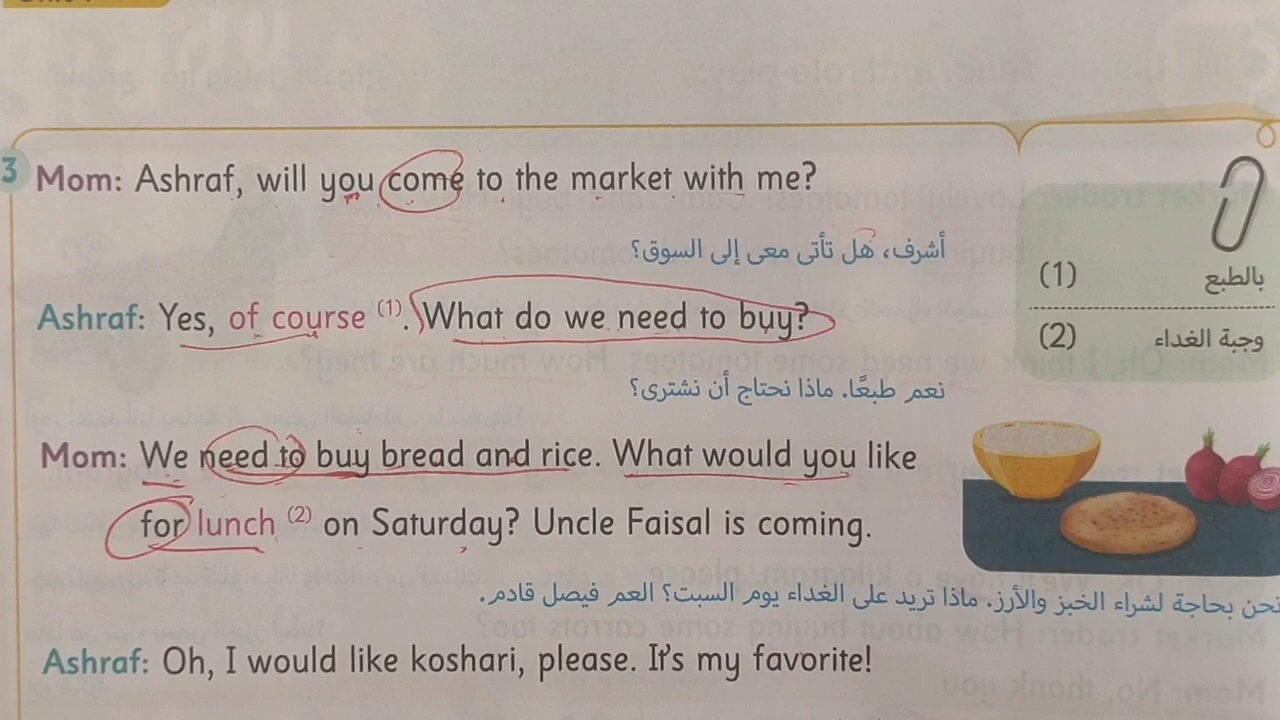 3 Mom: Ashraf, will you come to the market with me?
أشرف، هل تأتى معى إلى السوق؟
Ashraf: Yes, of course (1). What do we need to buy?
نعم طبعًا. ماذا نحتاج أن نشترى؟
Mom: We need to buy bread and rice. What would you like
for lunch (2) on Saturday? Uncle Faisal is coming.
نحن بحاجة لشراء الخبز والأرز. ماذا تريد على الغداء يوم السبت؟ العم فيصل قادم.
Ashraf: Oh, I would like koshari, please. It's my favorite!
(1) بالطبع
(2) وجبة الغداء